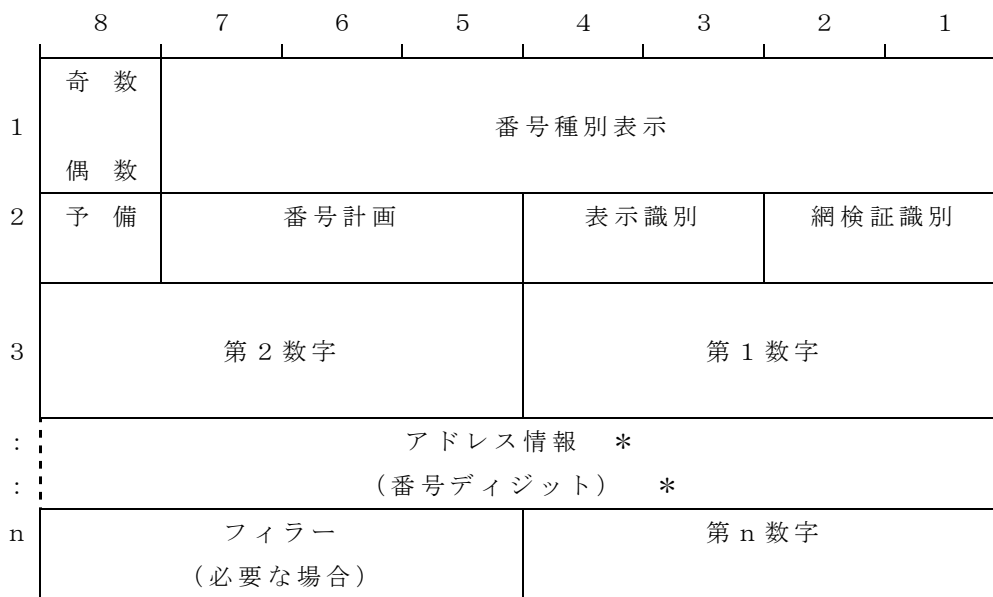 8 7 6 5 4 3 2 1
奇 数
1 番号種別表示
偶 数
2 予 備 番号計画 表示識別 網検証識別
3 第2数字 第1数字
: アドレス情報 *
: (番号ディジット) *
n フィラー 第n数字
(必要な場合)